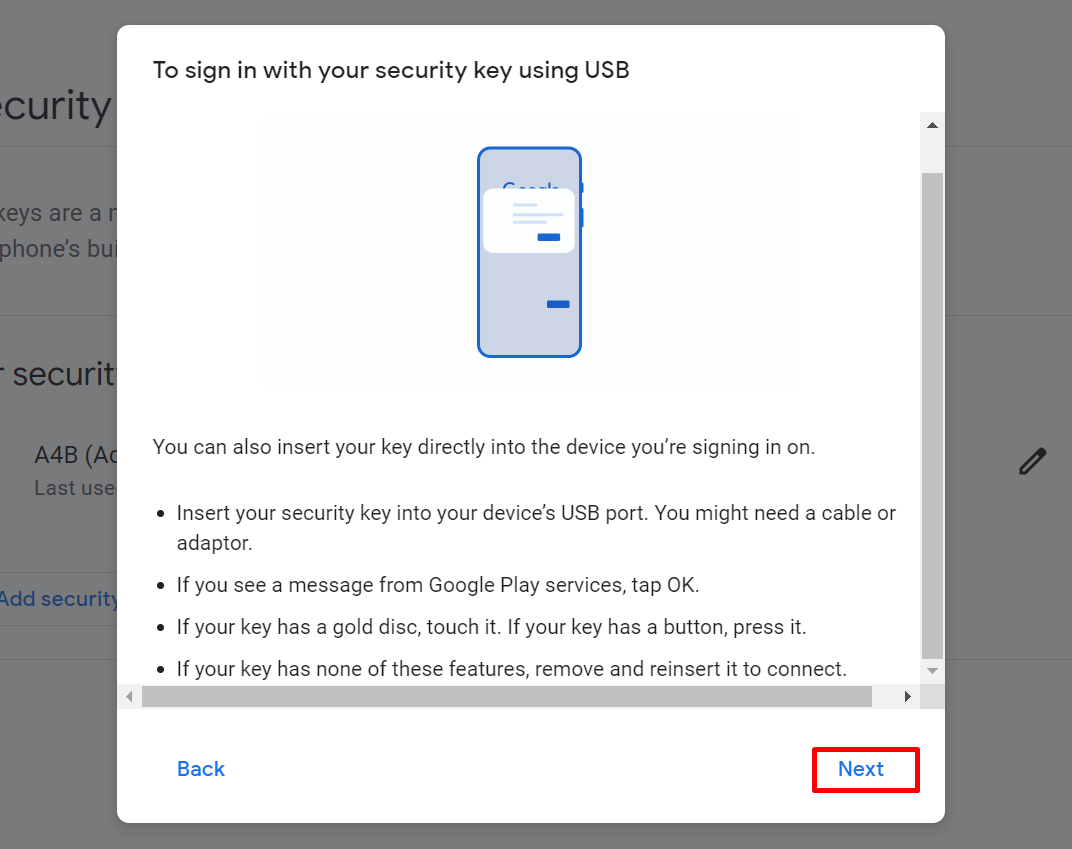 To sign in with your security key using USB
ecurity
Google
keys are a
phone's
You can also insert your key directly into the device you're signing in on.
r security
A4B
Last use
• Insert your security key into your device's USB port. You might need a cable or
adaptor.
• If you see a message from Google Play services, tap OK.
Add security
• If your key has a gold disc, touch it. If your key has a button, press it.
• If your key has none of these features, remove and reinsert it to connect.
Back
Next